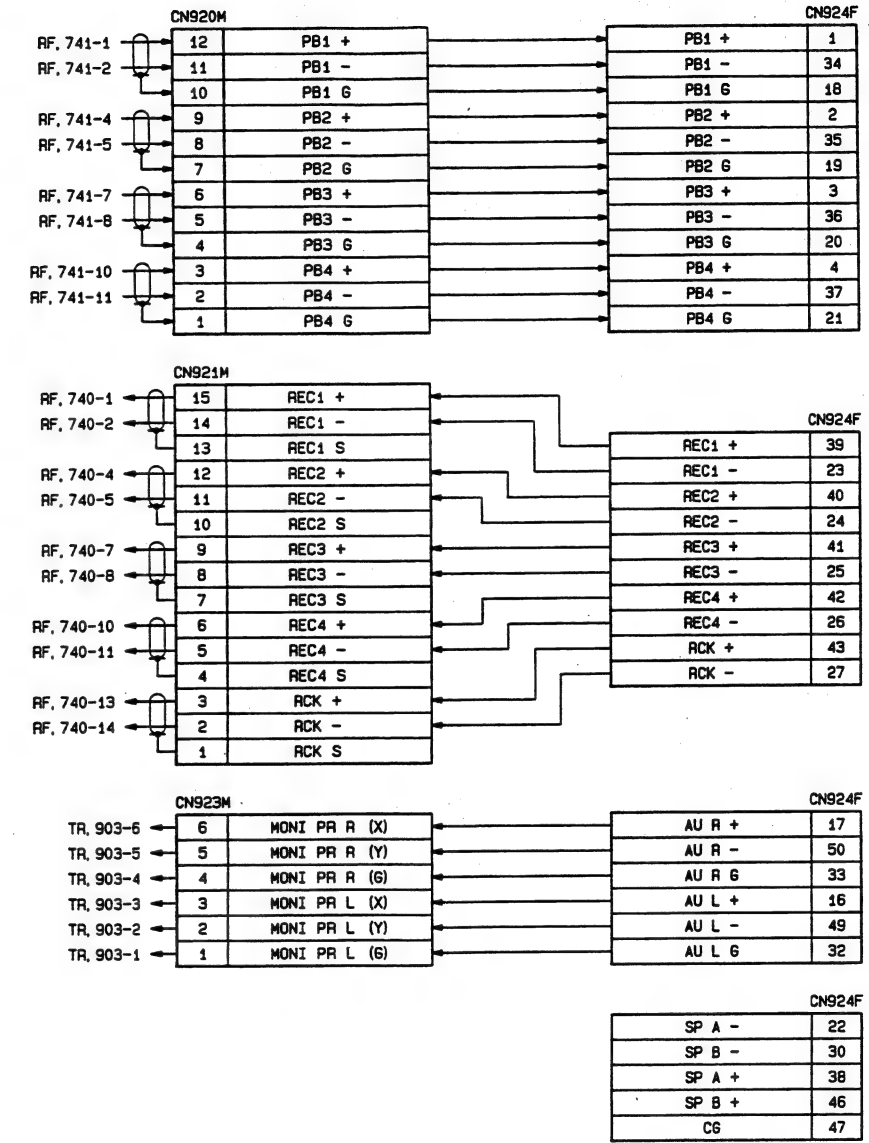 CN920M CN924F
RF, 741-1 12 PB1 + PB1 + 1
RF, 741-2 11 PB1 - PB1 - 34
10 PB1 G PB1 G 18
RF, 741-4 9 PB2 + PB2 + 2
RF, 741-5 8 PB2 - PB2 - 35
7 PB2 G PB2 G 19
RF, 741-7 6 PB3 + PB3 + 3
RF, 741-8 5 PB3 - PB3 - 36
4 PB3 G PB3 G 20
RF, 741-10 3 PB4 + PB4 + 4
RF, 741-11 2 PB4 - PB4 - 37
1 PB4 G PB4 G 21
CN921M
RF, 740-1 15 REC1 +
RF, 740-2 14 REC1 -
13 REC1 S
RF, 740-4 12 REC2 +
RF, 740-5 11 REC2 -
10 REC2 S
RF, 740-7 9 REC3 +
RF, 740-8 8 REC3 -
7 REC3 S
RF, 740-10 6 REC4 +
RF, 740-11 5 REC4 -
4 REC4 S
RF, 740-13 3 RCK +
RF, 740-14 2 RCK -
1 RCK S
CN924F
REC1 + 39
REC1 - 23
REC2 + 40
REC2 - 24
REC3 + 41
REC3 - 25
REC4 + 42
REC4 - 26
RCK + 43
RCK - 27
CN923M CN924F
TR, 903-6 6 MONI PR R (X) AU R + 17
TR, 903-5 5 MONI PR R (Y) AU R - 50
TR, 903-4 4 MONI PR R (G) AU R G 33
TR, 903-3 3 MONI PR L (X) AU L + 16
TR, 903-2 2 MONI PR L (Y) AU L - 49
TR, 903-1 1 MONI PR L (G) AU L G 32
CN924F
SP A - 22
SP B - 30
SP A + 38
SP B + 46
CG 47